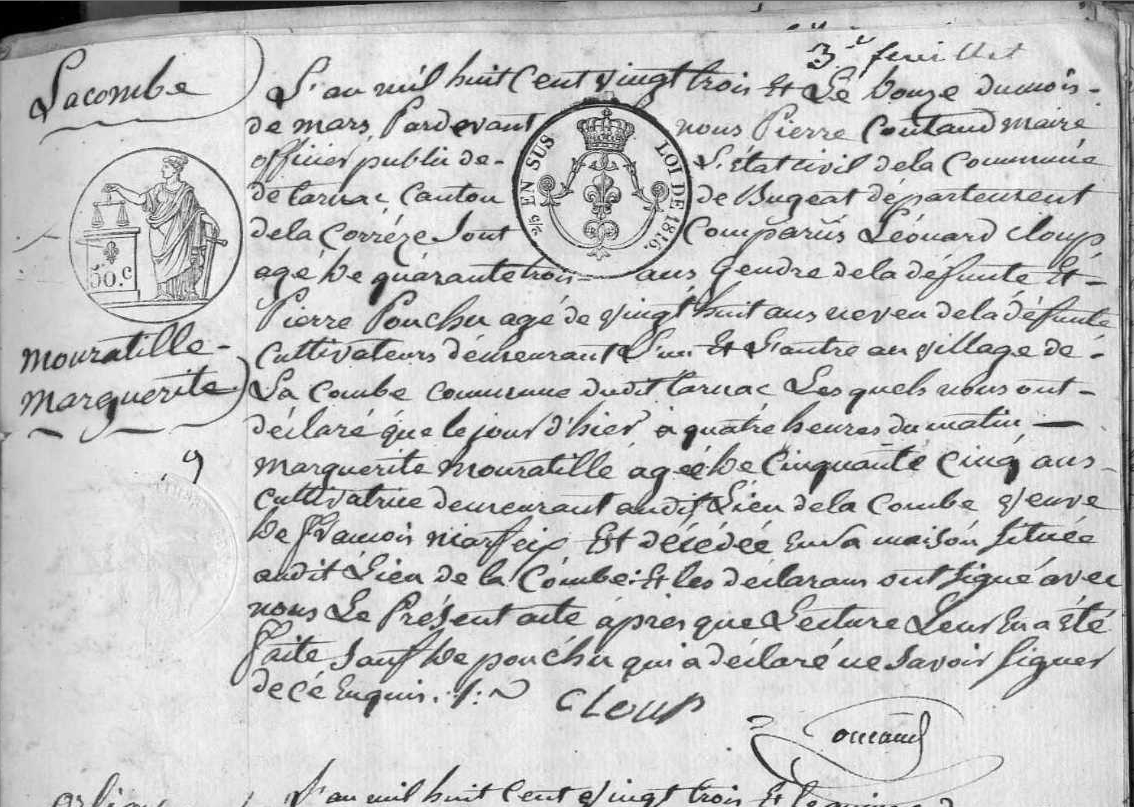 3e feuillet
Lacombe
L'an mil huit Cent vingt trois Et Le Douze du mois
de mars, Pardevant nous Pierre Coutaud maire
officier public de L'état civil de la Commune
de tarnac Canton de Bugeat département
de la Corrèze Sont Comparüs Léonard Cloup
agé De quarante trois ans Gendre de la défunte Et
Pierre Pouchu agé de vingt huit ans neveu de la défunte
Cultivateurs demeurant L'un Et L'autre au village de
La Combe commune dudit tarnac Lesquels nous ont
déclaré que le jour d'hier à quatre heures du matin
Marguerite mouratille agée De Cinquante cinq ans
Cultivatrice demeurant audit Lieu de la Combe veuve
De François niarfeix Est décédée En Sa maison Située
audit Lieu de la Combe: Et les déclarans ont Signé avec
nous Le Présent acte après que Lecture Leur En a Eté
faite Sauf De pouchu qui a déclaré ne Savoir Signer
de ce Enquis.
Cloup
Coutaud
mouratille
Marguerite
9
25 EN SUS LOI DE 1816.
50.C
L'an mil huit Cent vingt trois Et le